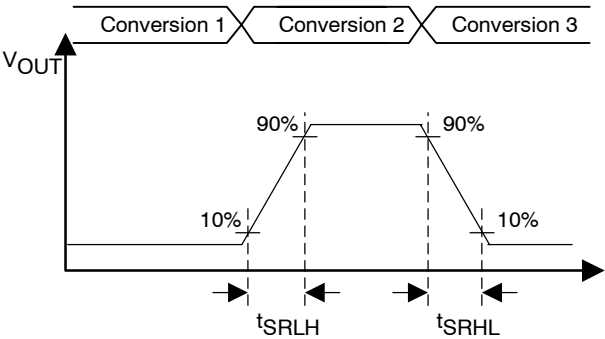 Conversion 1 Conversion 2 Conversion 3
VOUT
90% 90%
10% 10%
tSRLH tSRHL